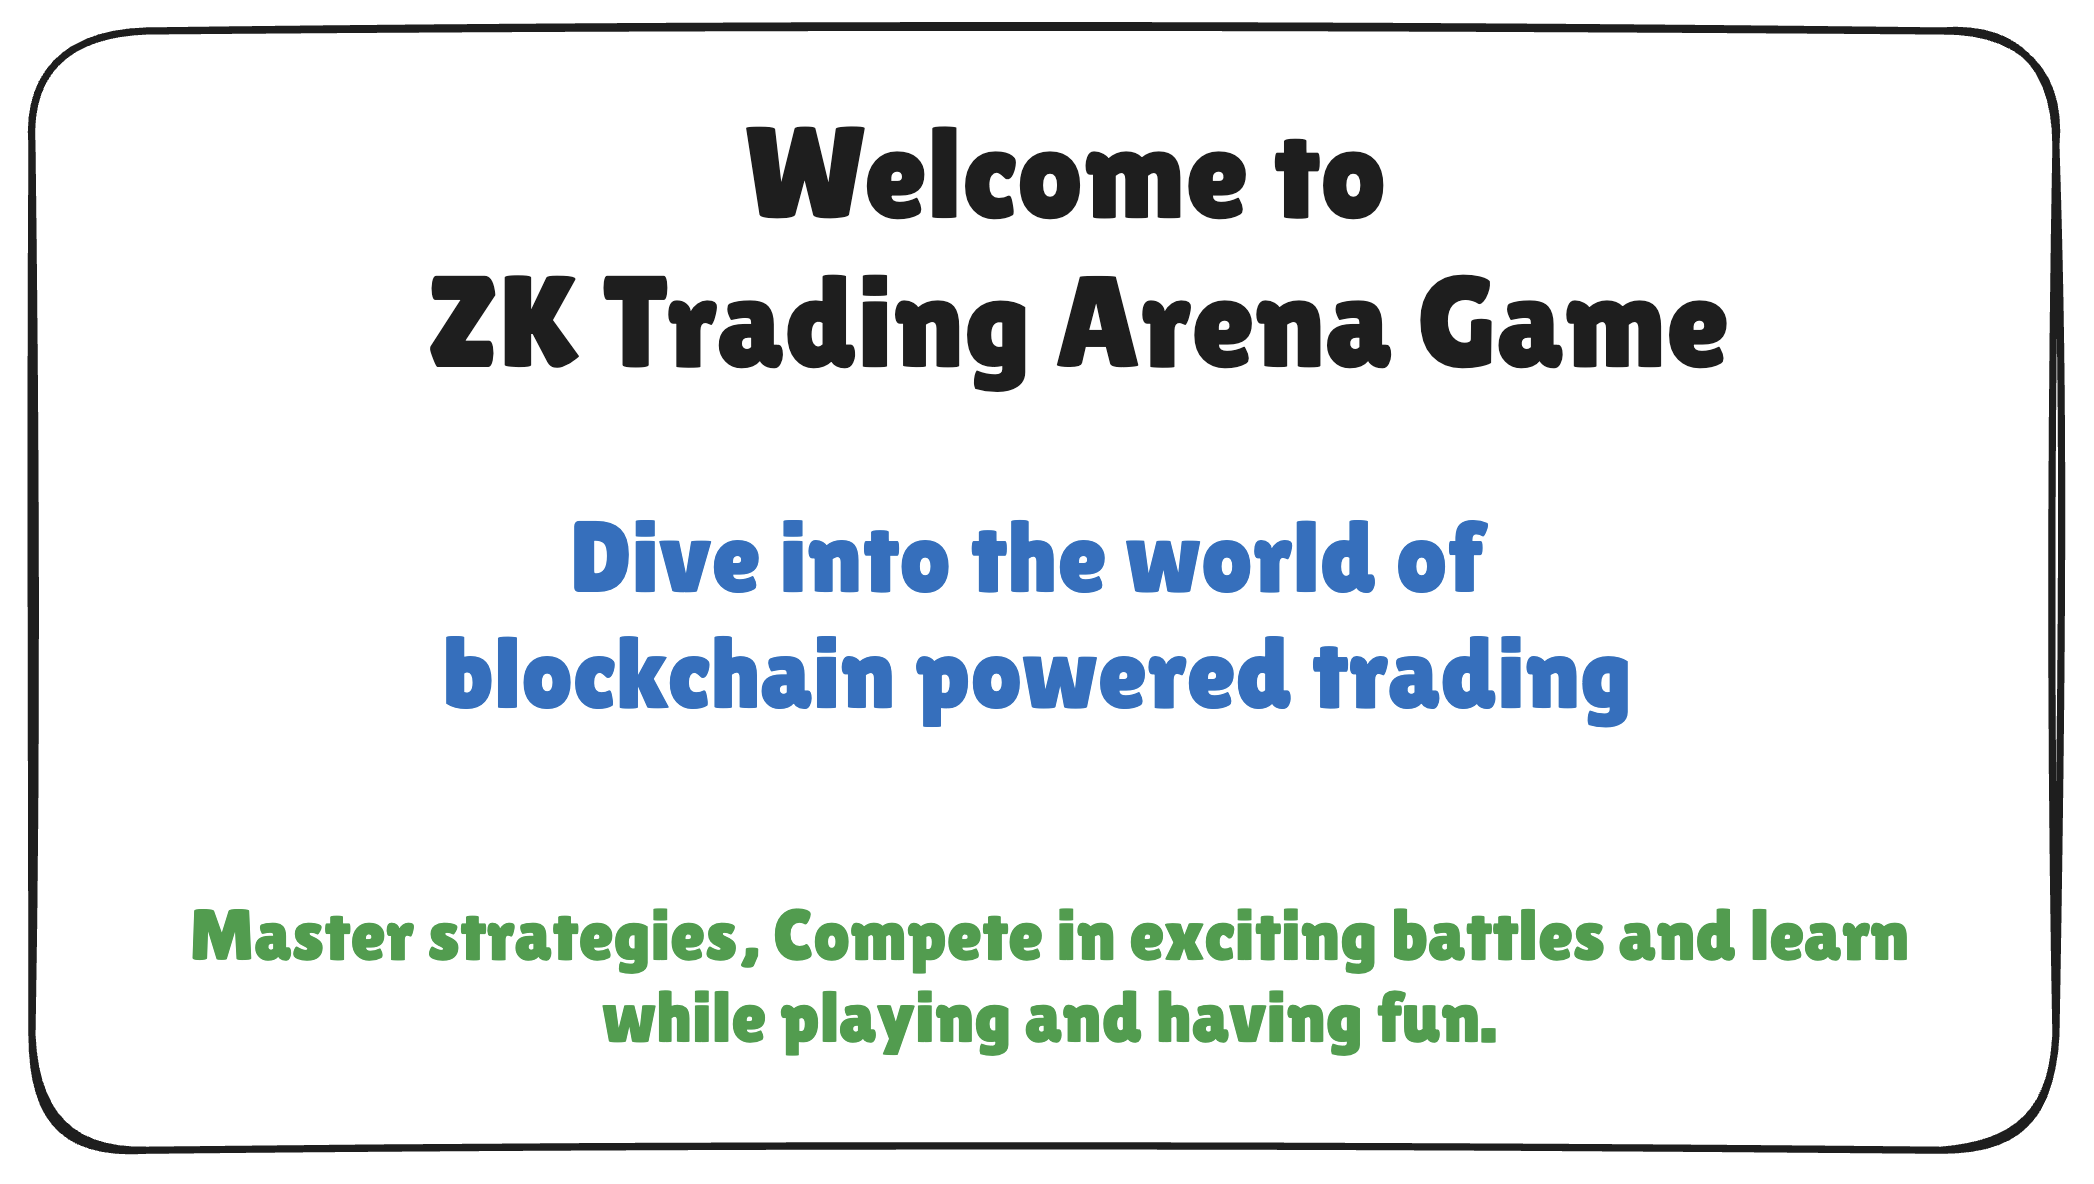 Welcome to
ZK Trading Arena Game
Dive into the world of
blockchain powered trading
Master strategies, Compete in exciting battles and learn
while playing and having fun.